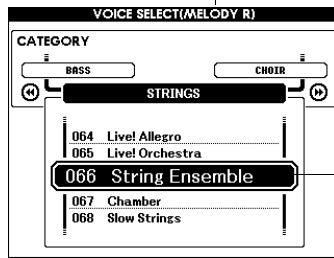 VOICE SELECT(MELODY R)
CATEGORY
BASS CHOIR
STRINGS
064 Live! Allegro
065 Live! Orchestra
066 String Ensemble
067 Chamber
068 Slow Strings